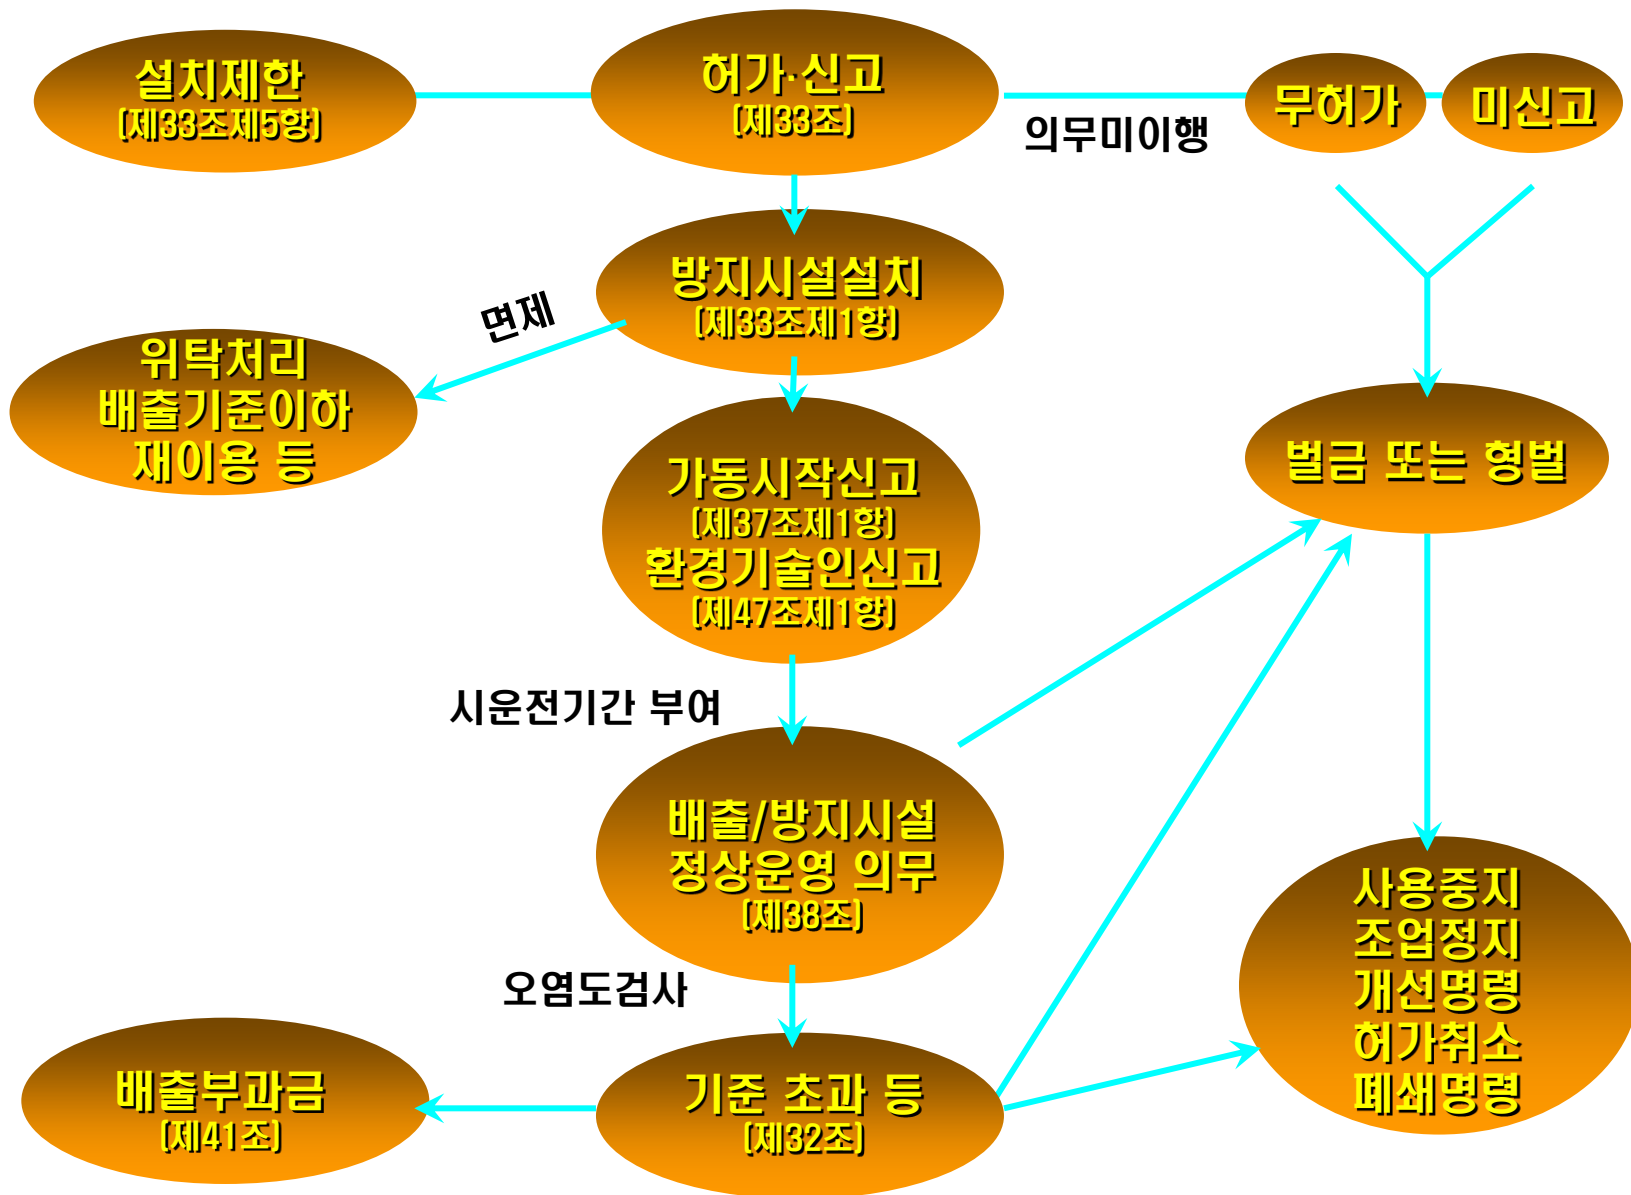 설치제한
(제33조제5항)
허가·신고
(제33조)
의무미이행
무허가
미신고
방지시설설치
(제33조제1항)
면제
위탁처리
배출기준이하
재이용 등
가동시작신고
(제37조제1항)
환경기술인신고
(제47조제1항)
벌금 또는 형벌
시운전기간 부여
배출/방지시설
정상운영 의무
(제38조)
오염도검사
사용중지
조업정지
개선명령
허가취소
폐쇄명령
배출부과금
(제41조)
기준 초과 등
(제32조)